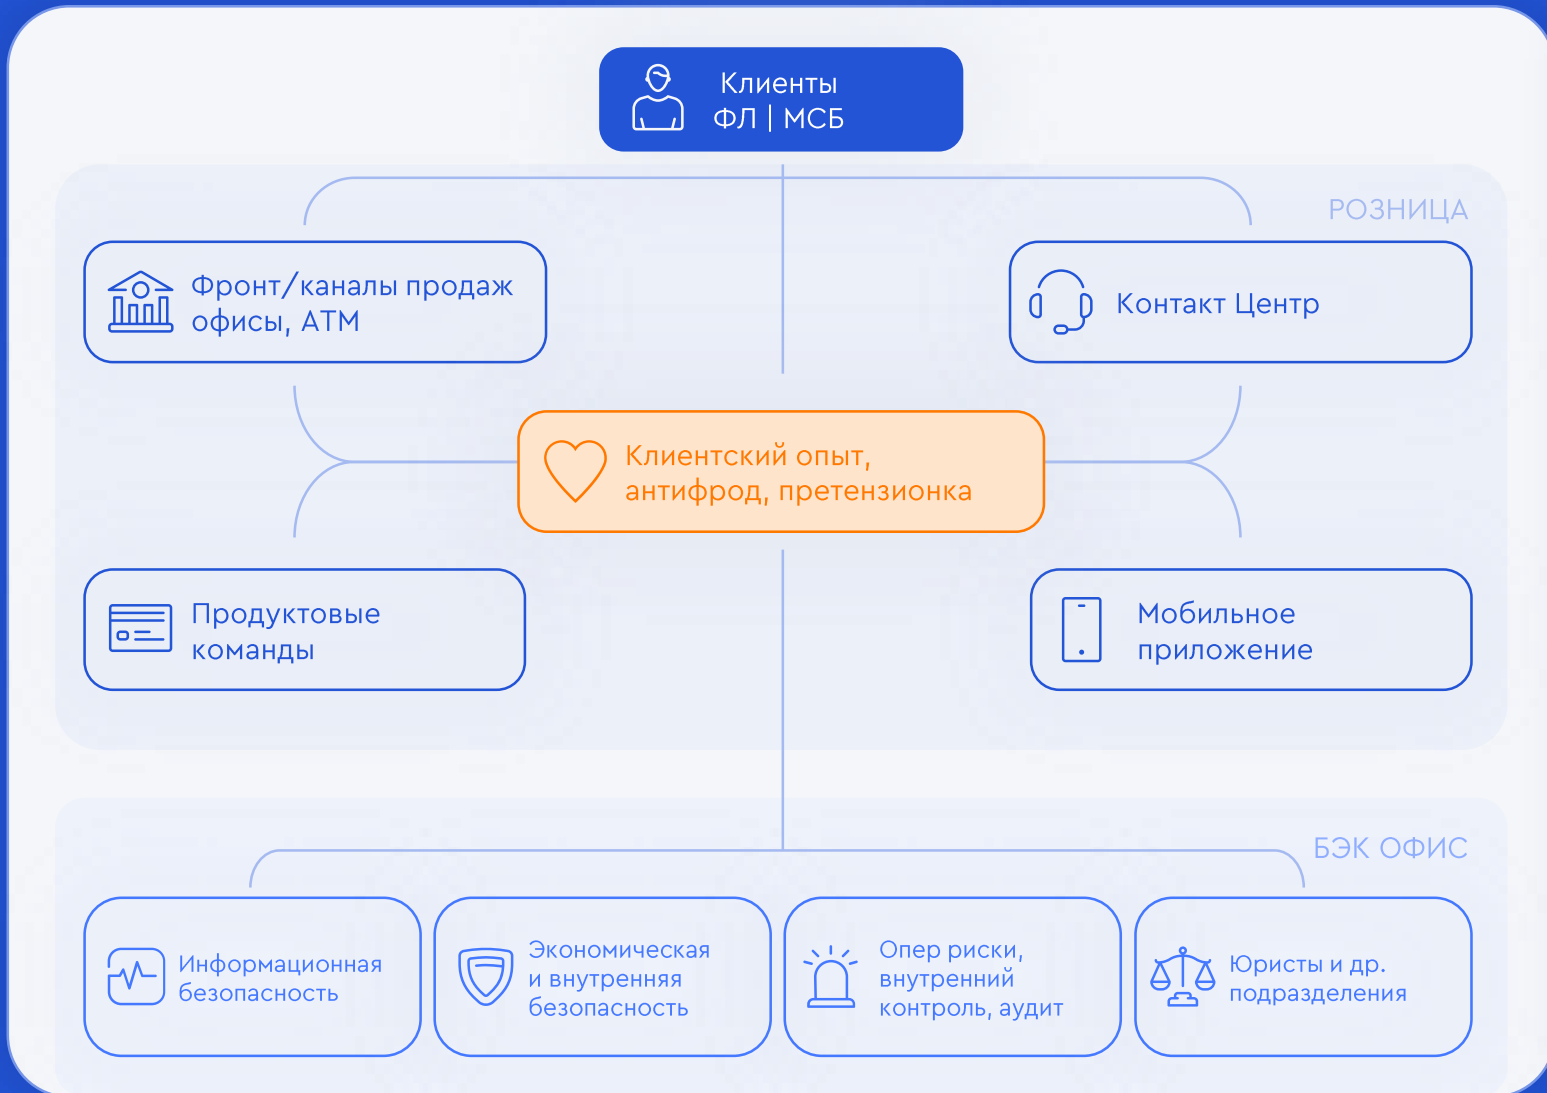 Клиенты
ФЛ | МСБ
РОЗНИЦА
Фронт/каналы продаж
офисы, АТМ
Контакт Центр
Клиентский опыт,
антифрод, претензионка
Продуктовые
команды
Мобильное
приложение
БЭК ОФИС
Информационная
безопасность
Экономическая
и внутренняя
безопасность
Опер риски,
внутренний
контроль, аудит
Юристы и др.
подразделения